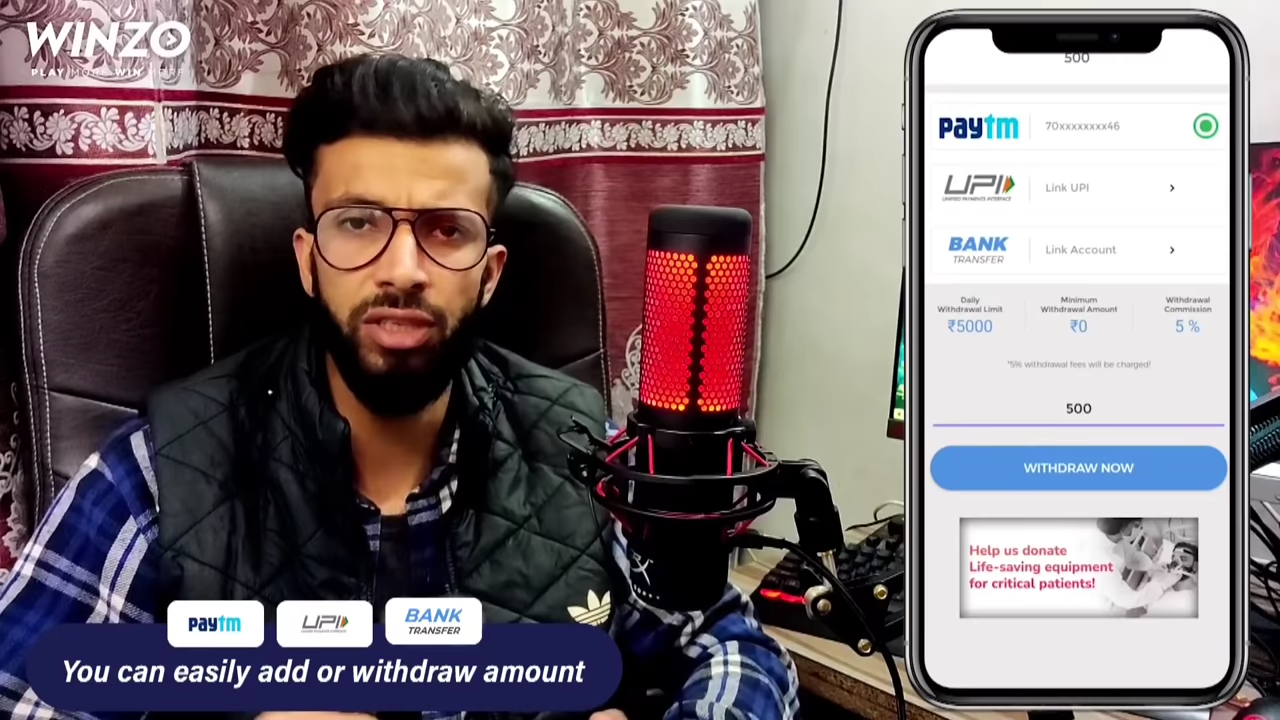 WINZO
PLAY MORE WIN MORE
500
paytm
70xxxxxxxx46
UPI
UNIFIED PAYMENTS INTERFACE
Link UPI
BANK
TRANSFER
Link Account
Daily
Withdrawal Limit
₹5000
Minimum
Withdrawal Amount
₹0
Withdrawal
Commission
5 %
*5% withdrawal fees will be charged!
500
WITHDRAW NOW
Help us donate
Life-saving equipment
for critical patients!
paytm
UPI
BANK
TRANSFER
You can easily add or withdraw amount